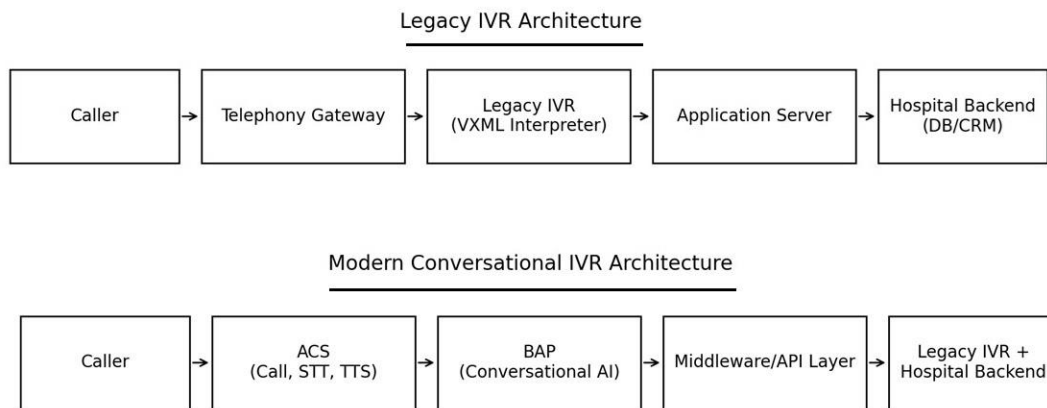 Legacy IVR Architecture
Caller
Telephony Gateway
Legacy IVR
(VXML Interpreter)
Application Server
Hospital Backend
(DB/CRM)
Modern Conversational IVR Architecture
Caller
ACS
(Call, STT, TTS)
BAP
(Conversational AI)
Middleware/API Layer
Legacy IVR +
Hospital Backend